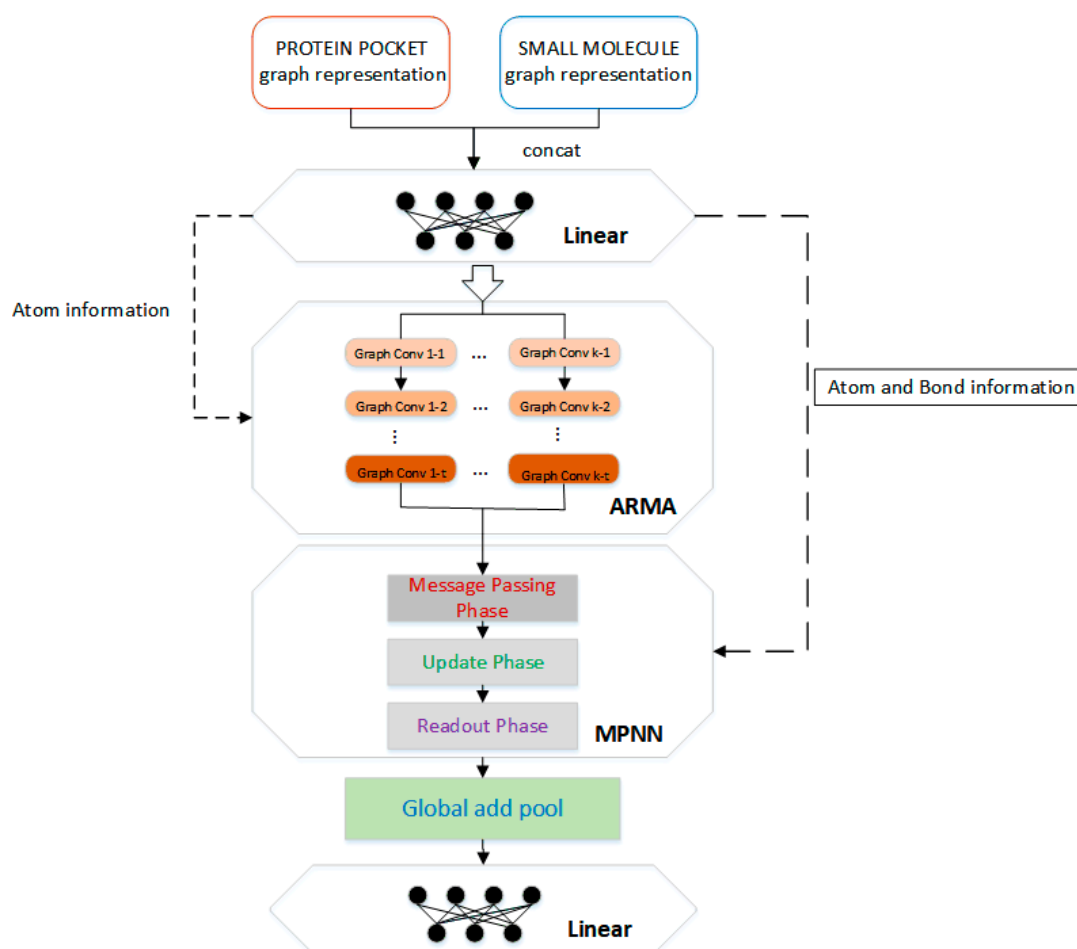 PROTEIN POCKET
graph representation
SMALL MOLECULE
graph representation
concat
Linear
Atom information
Graph Conv 1-1
...
Graph Conv k-1
Atom and Bond information
Graph Conv 1-2
...
Graph Conv k-2
...
...
Graph Conv 1-t
...
Graph Conv k-t
ARMA
Message Passing
Phase
Update Phase
Readout Phase
MPNN
Global add pool
Linear